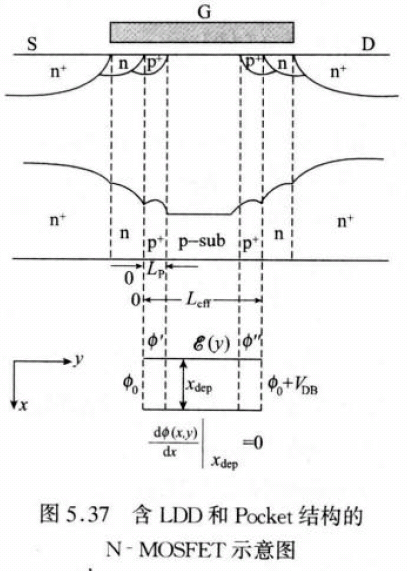 G
S D
n⁺ n p⁺ p⁺ n n⁺
n⁺ n p⁺ p-sub p⁺ n n⁺
0 L_P
0 L_eff
ϕ′ ℰ(y) ϕ″
y
ϕ₀ x_dep ϕ₀+V_DB
x
dϕ(x,y)/dx | x_dep =0
图 5.37 含 LDD 和 Pocket 结构的
N - MOSFET 示意图